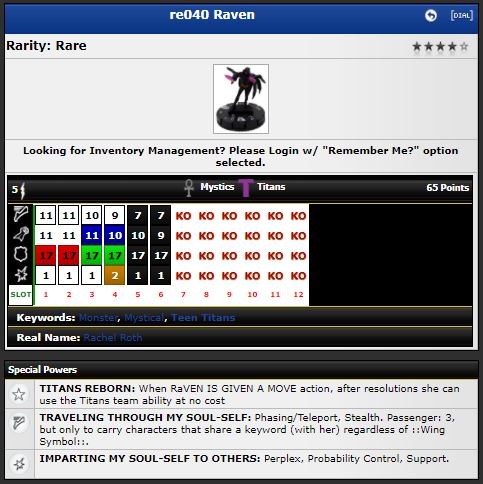 re040 Raven
[DIAL]
Rarity: Rare
Looking for Inventory Management? Please Login w/ "Remember Me?" option
selected.
5 Mystics Titans 65 Points
11 11 10 9 7 7 KO KO KO KO KO KO
11 11 11 10 9 9 KO KO KO KO KO KO
17 17 17 17 17 17 KO KO KO KO KO KO
1 1 1 2 1 1 KO KO KO KO KO KO
SLOT 1 2 3 4 5 6 7 8 9 10 11 12
Keywords: Monster, Mystical, Teen Titans
Real Name: Rachel Roth
Special Powers
TITANS REBORN: When RaVEN IS GIVEN A MOVE action, after resolutions she can
use the Titans team ability at no cost
TRAVELING THROUGH MY SOUL-SELF: Phasing/Teleport, Stealth. Passenger: 3,
but only to carry characters that share a keyword (with her) regardless of ::Wing
Symbol::.
IMPARTING MY SOUL-SELF TO OTHERS: Perplex, Probability Control, Support.